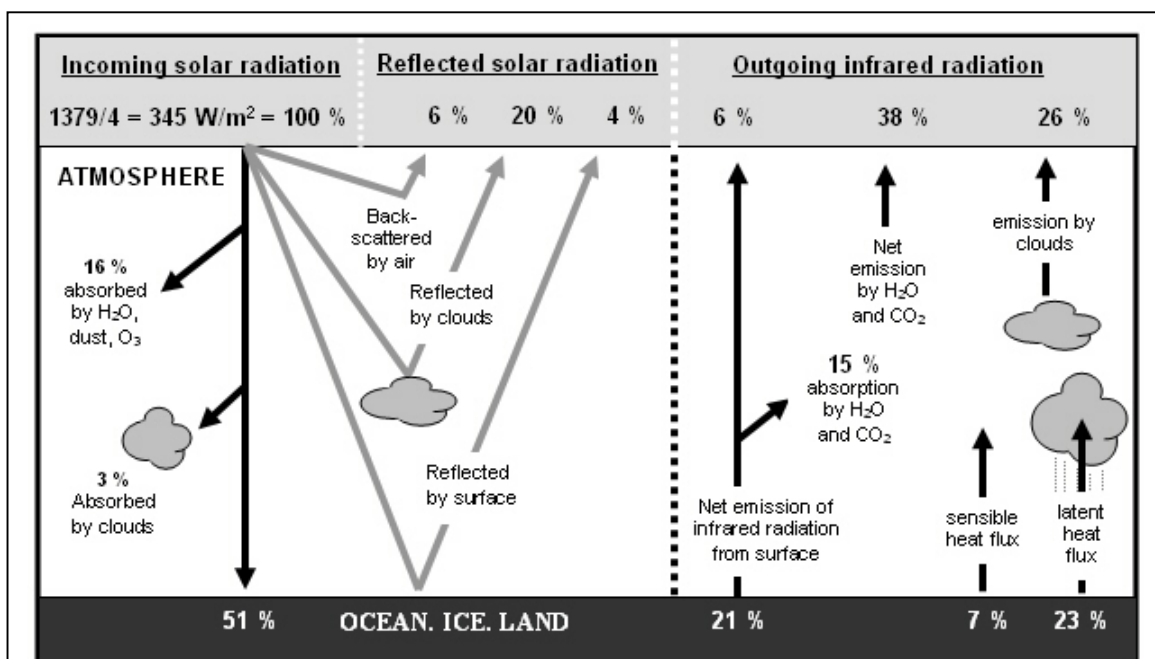 Incoming solar radiation
Reflected solar radiation
Outgoing infrared radiation
1379/4 = 345 W/m² = 100 %
6 %
20 %
4 %
6 %
38 %
26 %
ATMOSPHERE
16 %
absorbed
by H₂O,
dust, O₃
3 %
Absorbed
by clouds
Back-
scattered
by air
Reflected
by clouds
Reflected
by surface
Net
emission
by H₂O
and CO₂
emission by
clouds
15 %
absorption
by H₂O
and CO₂
Net emission of
infrared radiation
from surface
sensible
heat flux
latent
heat
flux
51 %
OCEAN. ICE. LAND
21 %
7 %
23 %